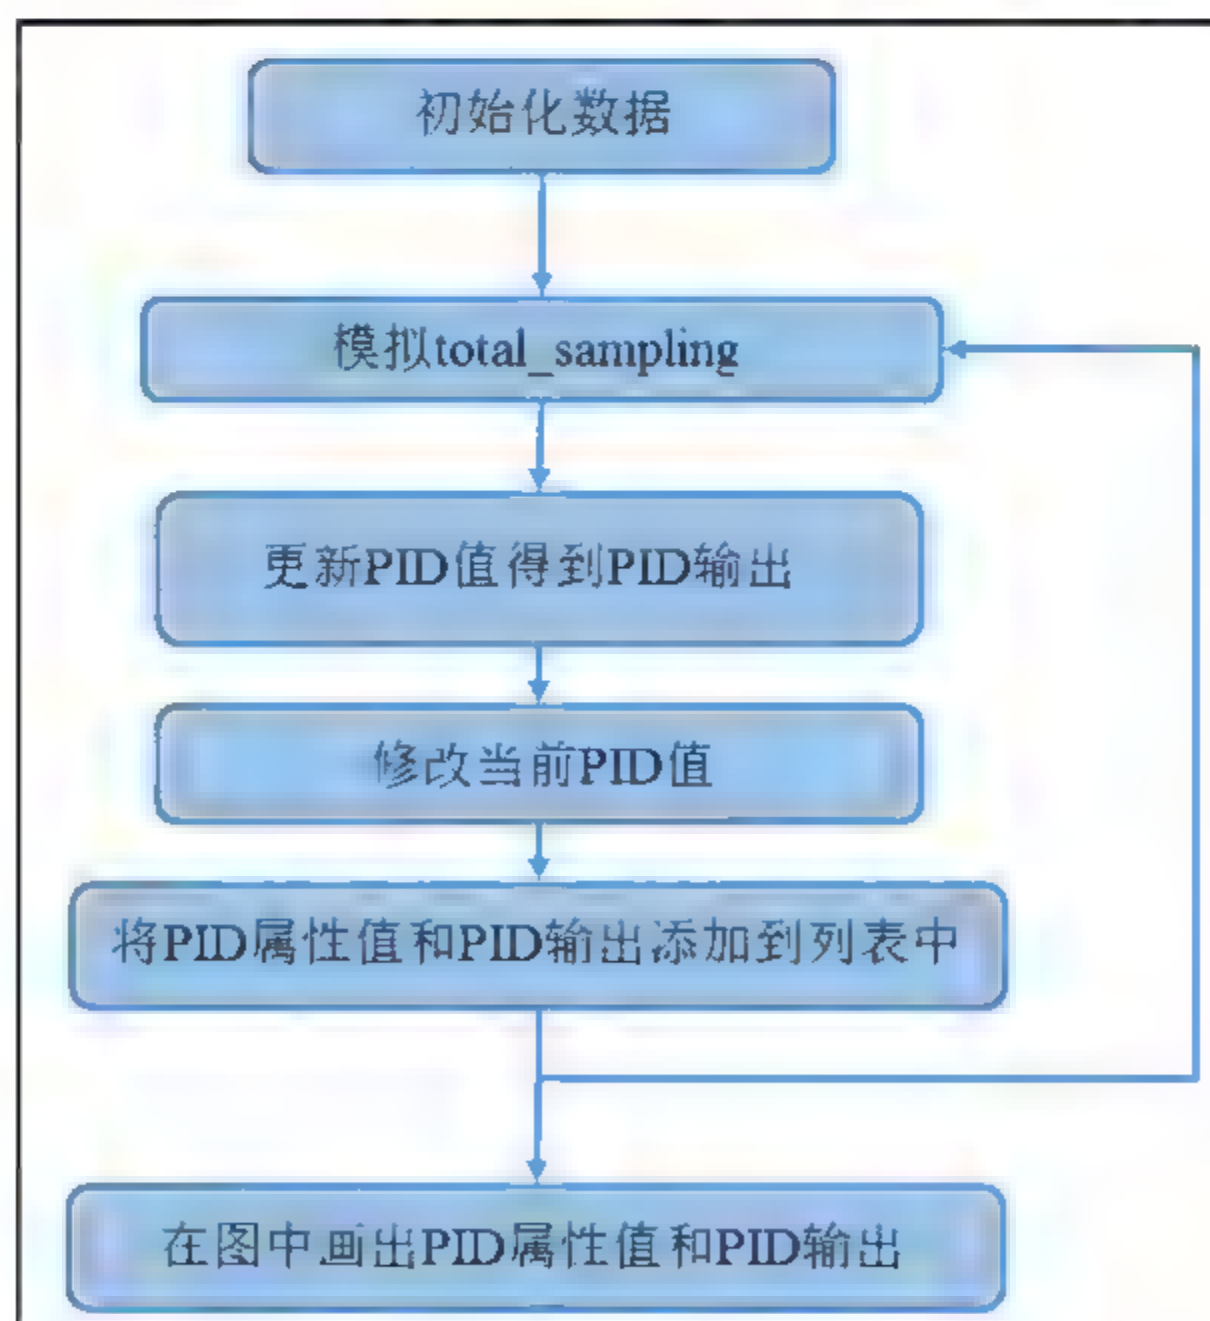 初始化数据
模拟total_sampling
更新PID值得到PID输出
修改当前PID值
将PID属性值和PID输出添加到列表中
在图中画出PID属性值和PID输出